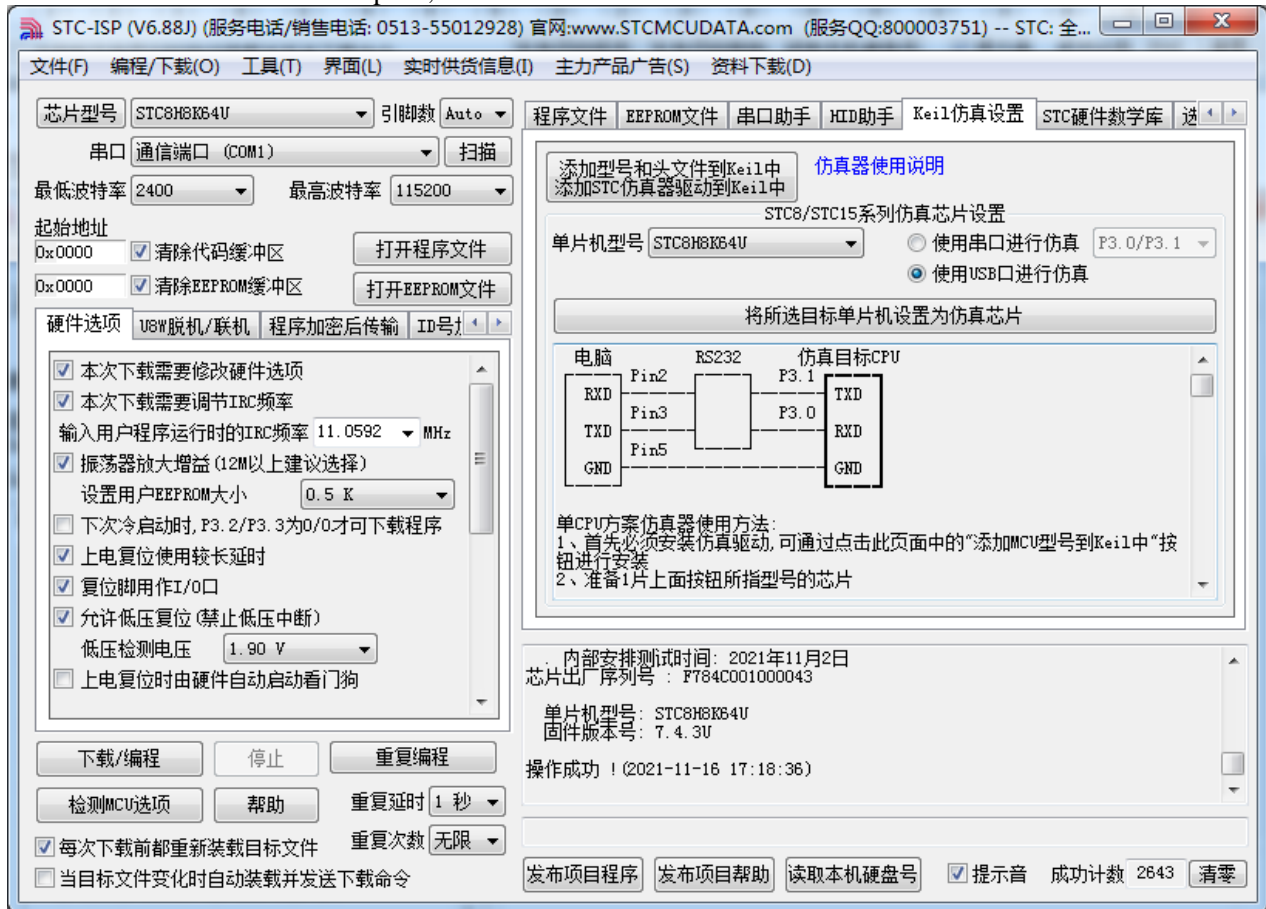 STC-ISP (V6.88J) (服务电话/销售电话: 0513-55012928) 官网:www.STCMCUDATA.com (服务QQ:800003751) -- STC: 全...
文件(F) 编程/下载(O) 工具(T) 界面(L) 实时供货信息(I) 主力产品广告(S) 资料下载(D)
芯片型号 STC8H8K64U 引脚数 Auto
串口 通信端口 (COM1) 扫描
最低波特率 2400 最高波特率 115200
起始地址
0x0000 清除代码缓冲区 打开程序文件
0x0000 清除EEPROM缓冲区 打开EEPROM文件
硬件选项 U8W脱机/联机 程序加密后传输 ID号
本次下载需要修改硬件选项
本次下载需要调节IRC频率
输入用户程序运行时的IRC频率 11.0592 MHz
振荡器放大增益(12M以上建议选择)
设置用户EEPROM大小 0.5 K
下次冷启动时,P3.2/P3.3为0/0才可下载程序
上电复位使用较长延时
复位脚用作I/O口
允许低压复位(禁止低压中断)
低压检测电压 1.90 V
上电复位时由硬件自动启动看门狗
下载/编程 停止 重复编程
检测MCU选项 帮助 重复延时 1 秒
每次下载前都重新装载目标文件 重复次数 无限
当目标文件变化时自动装载并发送下载命令
程序文件 EEPROM文件 串口助手 HID助手 Keil仿真设置 STC硬件数学库 选
添加型号和头文件到Keil中
添加STC仿真器驱动到Keil中
仿真器使用说明
STC8/STC15系列仿真芯片设置
单片机型号 STC8H8K64U 使用串口进行仿真 P3.0/P3.1
使用USB口进行仿真
将所选目标单片机设置为仿真芯片
电脑 RS232 仿真目标CPU
Pin2 P3.1
RXD TXD
Pin3 P3.0
TXD RXD
Pin5
GND GND
单CPU方案仿真器使用方法:
1、首先必须安装仿真驱动,可通过点击此页面中的“添加MCU型号到Keil中“按
钮进行安装
2、准备1片上面按钮所指型号的芯片
. 内部安排测试时间: 2021年11月2日
芯片出厂序列号 : F784C001000043
单片机型号: STC8H8K64U
固件版本号: 7.4.3U
操作成功 !(2021-11-16 17:18:36)
发布项目程序 发布项目帮助 读取本机硬盘号 提示音 成功计数 2643 清零